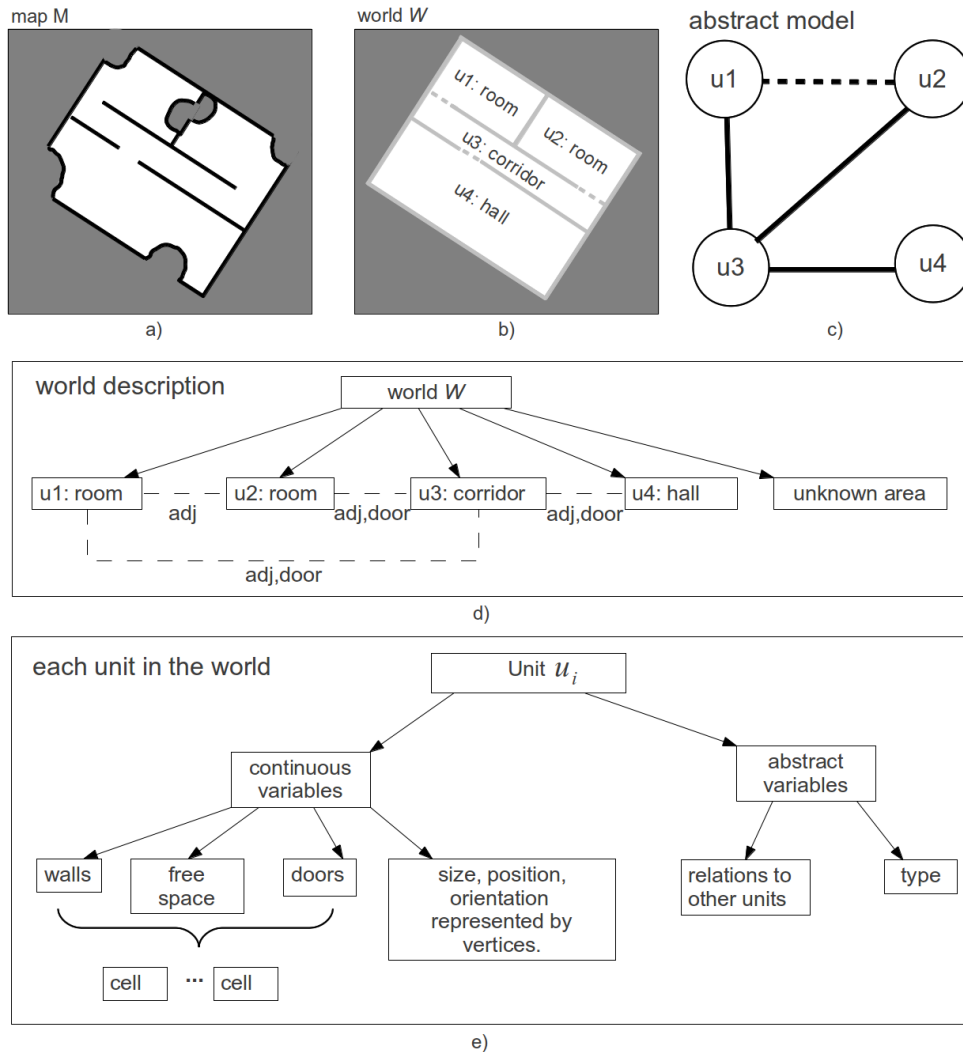 map M
world W
abstract model
u1: room
u2: room
u3: corridor
u4: hall
u1
u2
u3
u4
a)
b)
c)
world description
world W
u1: room
u2: room
u3: corridor
u4: hall
unknown area
adj
adj,door
adj,door
adj,door
d)
each unit in the world
Unit u i
continuous
variables
abstract
variables
walls
free
space
doors
size, position,
orientation
represented by
vertices.
relations to
other units
type
cell
...
cell
e)